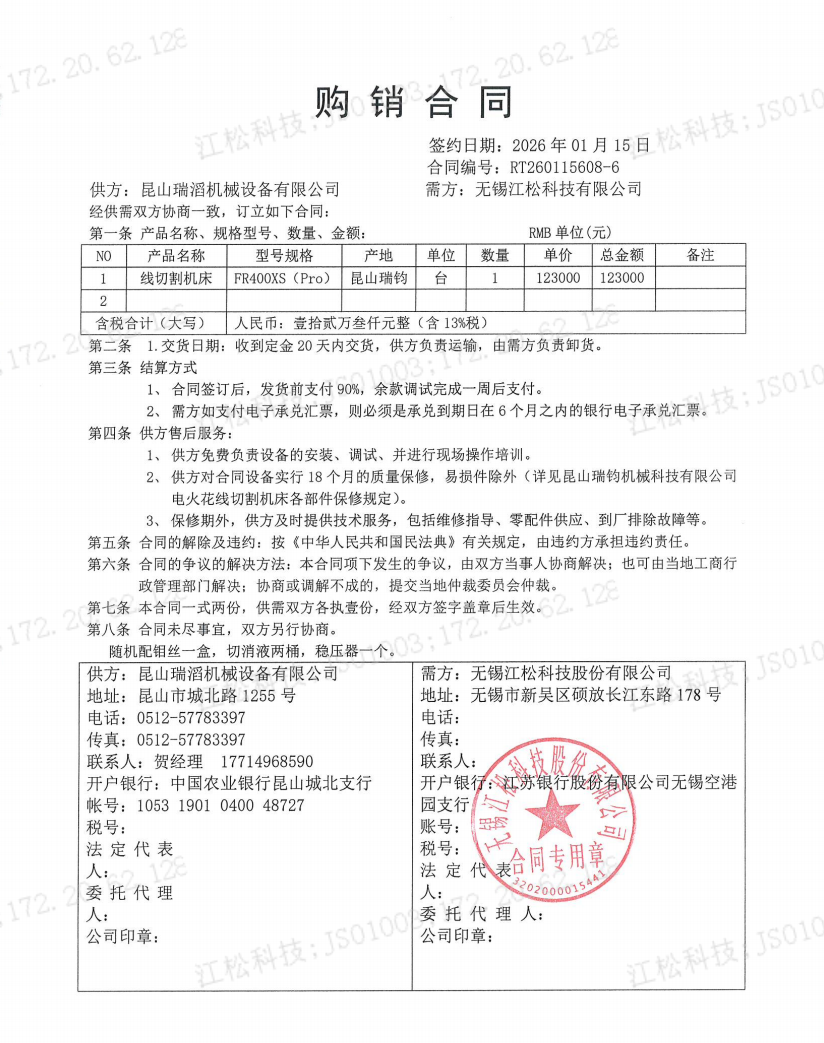 购 销 合 同
签约日期：2026 年 01 月 15 日
合同编号：RT260115608-6
供方：昆山瑞滔机械设备有限公司 需方：无锡江松科技有限公司
经供需双方协商一致，订立如下合同：
第一条 产品名称、规格型号、数量、金额： RMB 单位(元)
NO 产品名称 型号规格 产地 单位 数量 单价 总金额 备注
1 线切割机床 FR400XS（Pro） 昆山瑞钧 台 1 123000 123000
2
含税合计（大写） 人民币：壹拾贰万叁仟元整（含 13%税）
第二条 1.交货日期：收到定金 20 天内交货，供方负责运输，由需方负责卸货。
第三条 结算方式
1、 合同签订后，发货前支付 90%，余款调试完成一周后支付。
2、 需方如支付电子承兑汇票，则必须是承兑到期日在 6 个月之内的银行电子承兑汇票。
第四条 供方售后服务：
1、 供方免费负责设备的安装、调试、并进行现场操作培训。
2、 供方对合同设备实行 18 个月的质量保修，易损件除外（详见昆山瑞钧机械科技有限公司
电火花线切割机床各部件保修规定）。
3、 保修期外，供方及时提供技术服务，包括维修指导、零配件供应、到厂排除故障等。
第五条 合同的解除及违约：按《中华人民共和国民法典》有关规定，由违约方承担违约责任。
第六条 合同的争议的解决方法：本合同项下发生的争议，由双方当事人协商解决；也可由当地工商行
政管理部门解决；协商或调解不成的，提交当地仲裁委员会仲裁。
第七条 本合同一式两份，供需双方各执壹份，经双方签字盖章后生效。
第八条 合同未尽事宜，双方另行协商。
随机配钼丝一盒，切消液两桶，稳压器一个。
供方：昆山瑞滔机械设备有限公司
地址：昆山市城北路 1255 号
电话：0512-57783397
传真：0512-57783397
联系人：贺经理 17714968590
开户银行：中国农业银行昆山城北支行
帐号：1053 1901 0400 48727
税号：
法 定 代 表
人：
委 托 代 理
人：
公司印章：
需方：无锡江松科技股份有限公司
地址：无锡市新吴区硕放长江东路 178 号
电话：
传真：
联系人：
开户银行：江苏银行股份有限公司无锡空港
园支行
账号：
税号：
法 定 代 表
人：
委 托 代 理 人：
公司印章：
无锡江松科技股份有限公司
合同专用章
3202000015441
江松科技；JS01003；172.20.62.128